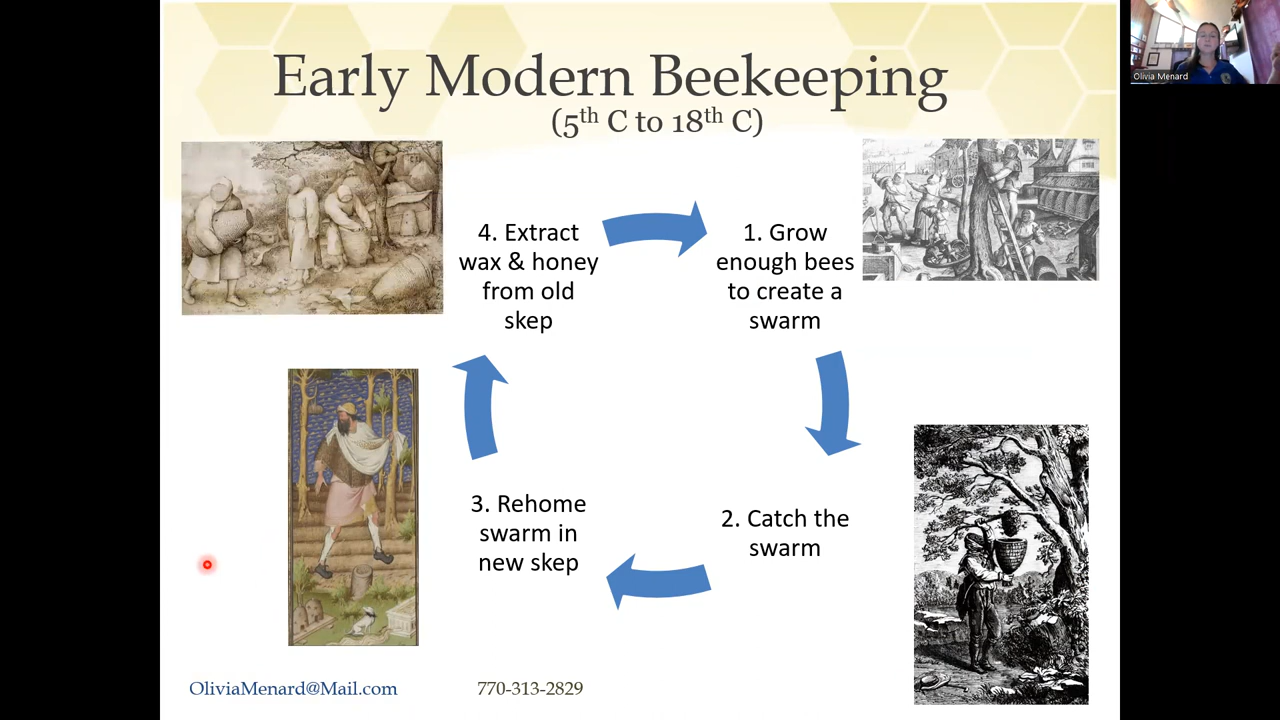 Early Modern Beekeeping
(5th C to 18th C)
Olivia Menard
4. Extract
wax & honey
from old
skep
1. Grow
enough bees
to create a
swarm
3. Rehome
swarm in
new skep
2. Catch the
swarm
OliviaMenard@Mail.com
770-313-2829